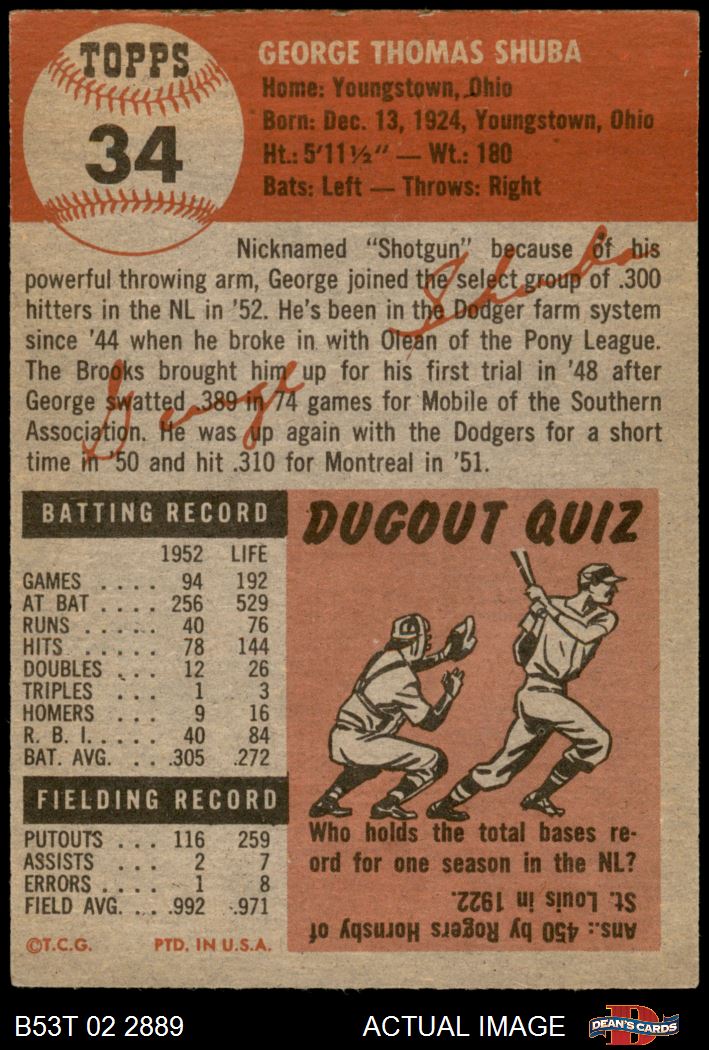 TOPPS
34
GEORGE THOMAS SHUBA
Home: Youngstown, Ohio
Born: Dec. 13, 1924, Youngstown, Ohio
Ht.: 5'11½" — Wt.: 180
Bats: Left — Throws: Right
Nicknamed "Shotgun" because of his
powerful throwing arm, George joined the select group of .300
hitters in the NL in '52. He's been in the Dodger farm system
since '44 when he broke in with Olean of the Pony League.
The Brooks brought him up for his first trial in '48 after
George swatted .389 in 74 games for Mobile of the Southern
Association. He was up again with the Dodgers for a short
time in '50 and hit .310 for Montreal in '51.
George Shuba
BATTING RECORD
1952 LIFE
GAMES .... 94 192
AT BAT .... 256 529
RUNS ..... 40 76
HITS ..... 78 144
DOUBLES ... 12 26
TRIPLES ... 1 3
HOMERS ... 9 16
R. B. I. .... 40 84
BAT. AVG. ... .305 .272
FIELDING RECORD
PUTOUTS ... 116 259
ASSISTS ... 2 7
ERRORS .... 1 8
FIELD AVG. ... .992 .971
©T.C.G. PTD. IN U.S.A.
DUGOUT QUIZ
Who holds the total bases re-
ord for one season in the NL?
Ans.: 450 by Rogers Hornsby of
St. Louis in 1922.
B53T 02 2889 ACTUAL IMAGE
D
DEAN'S CARDS